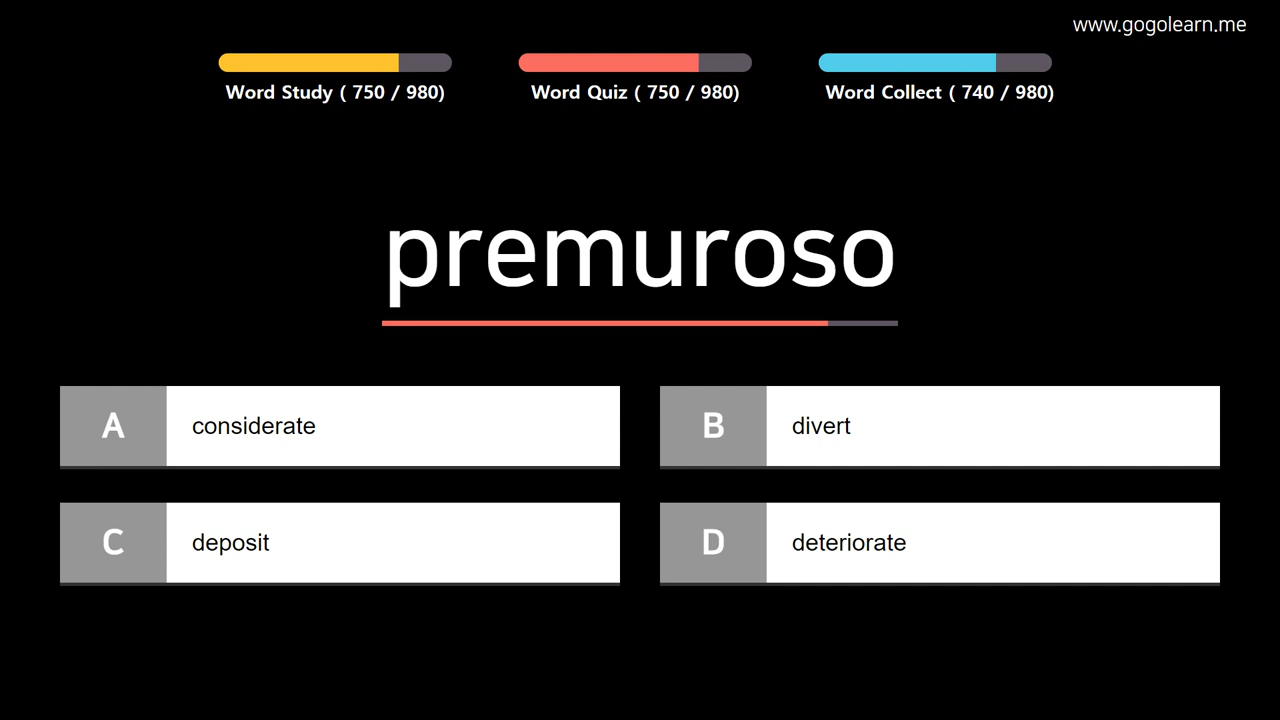 www.gogolearn.me
Word Study ( 750 / 980)
Word Quiz ( 750 / 980)
Word Collect ( 740 / 980)
premuroso
A considerate
B divert
C deposit
D deteriorate